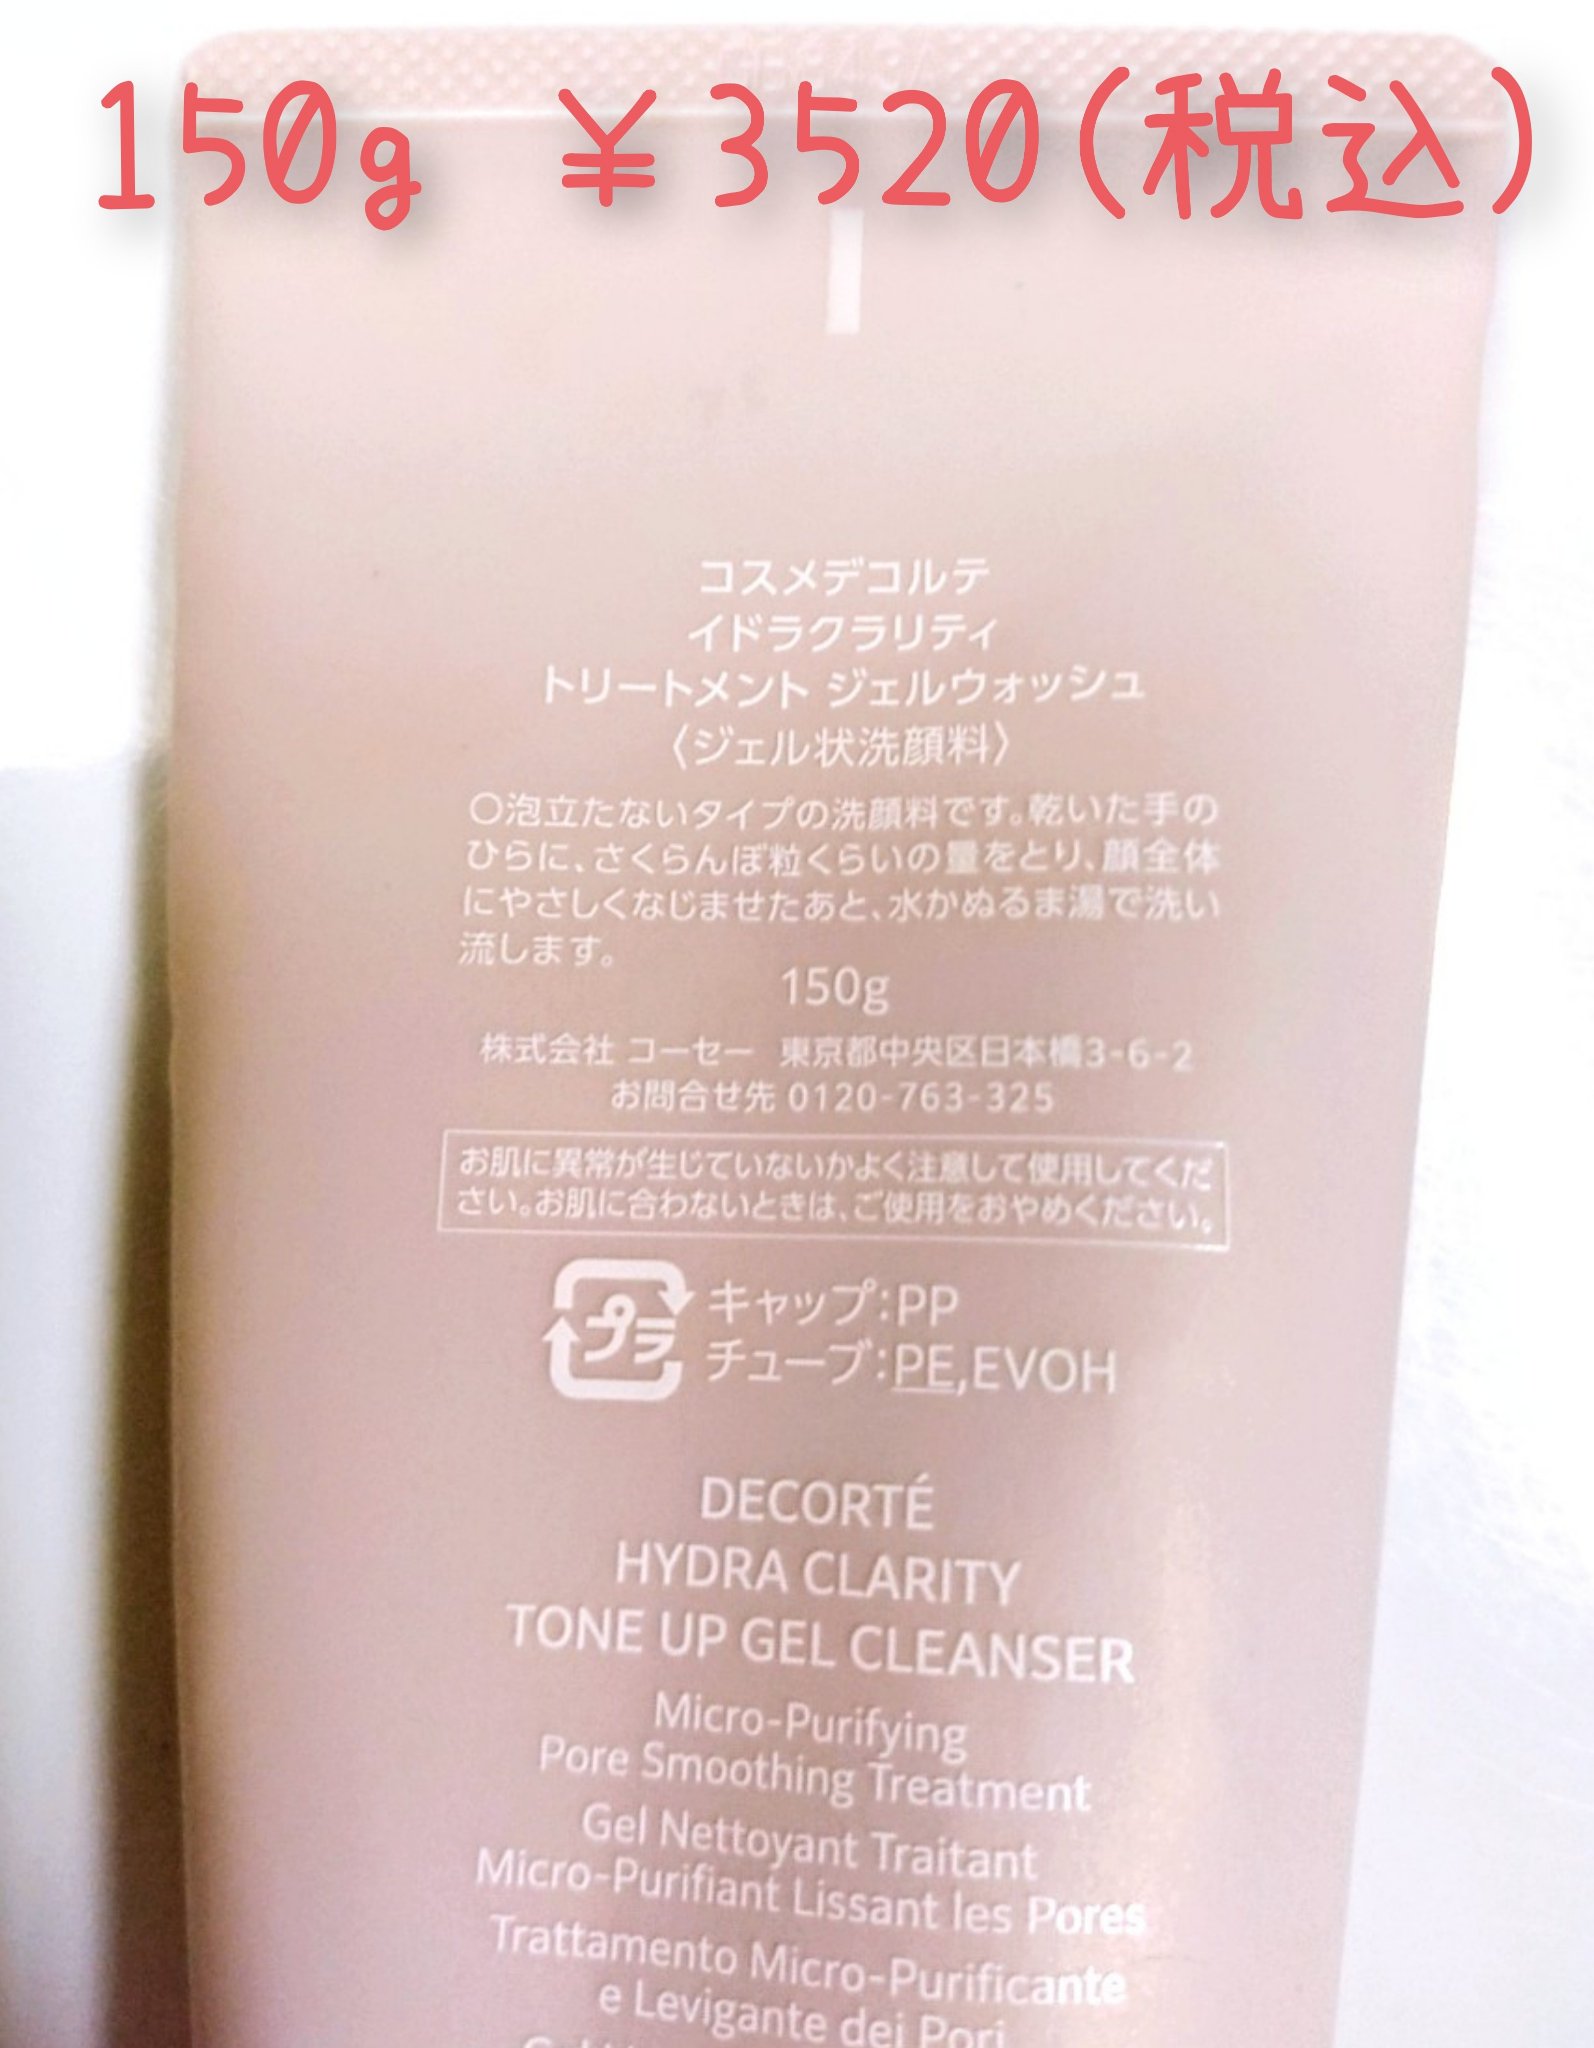 150g ￥3520(税込)
コスメデコルテ
イドラクラリティ
トリートメント ジェルウォッシュ
〈ジェル状洗顔料〉
○泡立たないタイプの洗顔料です。乾いた手の
ひらに、さくらんぼ粒くらいの量をとり、顔全体
にやさしくなじませたあと、水かぬるま湯で洗い
流します。
150g
株式会社 コーセー 東京都中央区日本橋3-6-2
お問合せ先 0120-763-325
お肌に異常が生じていないかよく注意して使用してくだ
さい。お肌に合わないときは、ご使用をおやめください。
プラ
キャップ:PP
チューブ:PE,EVOH
DECORTÉ
HYDRA CLARITY
TONE UP GEL CLEANSER
Micro-Purifying
Pore Smoothing Treatment
Gel Nettoyant Traitant
Micro-Purifiant Lissant les Pores
Trattamento Micro-Purificante
e Levigante dei Pori